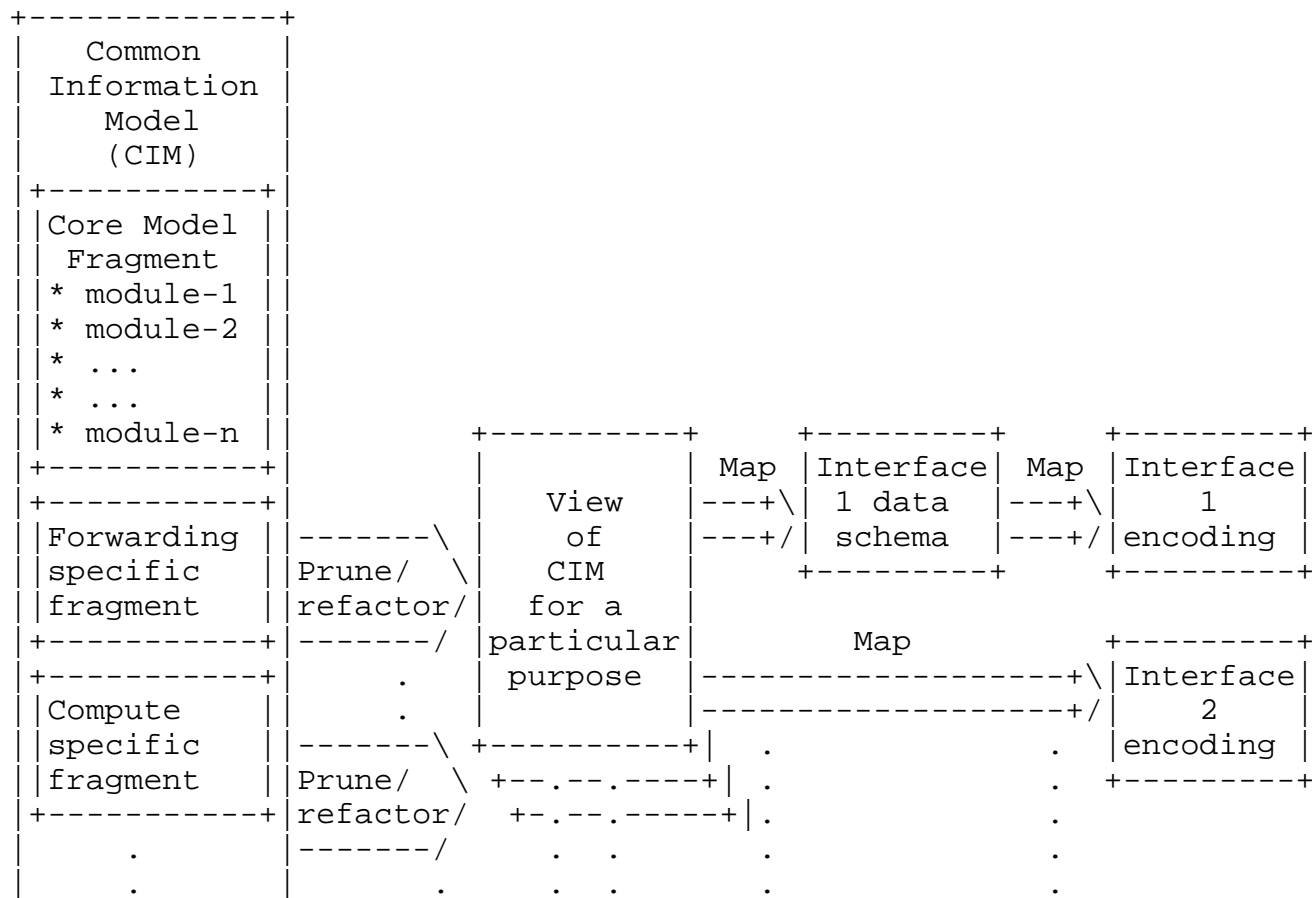 Common
Information
Model
(CIM)
Core Model
Fragment
* module-1
* module-2
* ...
* ...
* module-n
Forwarding
specific
fragment
Compute
specific
fragment
Prune/
refactor/
Prune/
refactor/
View
of
CIM
for a
particular
purpose
Map
Interface
1 data
schema
Map
Interface
1
encoding
Map
Interface
2
encoding